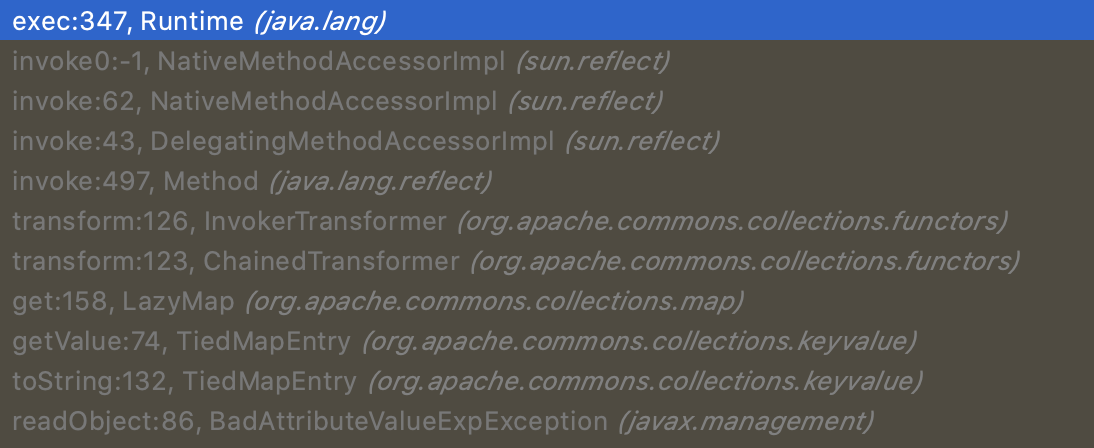 exec:347, Runtime (java.lang)
invoke0:-1, NativeMethodAccessorImpl (sun.reflect)
invoke:62, NativeMethodAccessorImpl (sun.reflect)
invoke:43, DelegatingMethodAccessorImpl (sun.reflect)
invoke:497, Method (java.lang.reflect)
transform:126, InvokerTransformer (org.apache.commons.collections.functors)
transform:123, ChainedTransformer (org.apache.commons.collections.functors)
get:158, LazyMap (org.apache.commons.collections.map)
getValue:74, TiedMapEntry (org.apache.commons.collections.keyvalue)
toString:132, TiedMapEntry (org.apache.commons.collections.keyvalue)
readObject:86, BadAttributeValueExpException (javax.management)